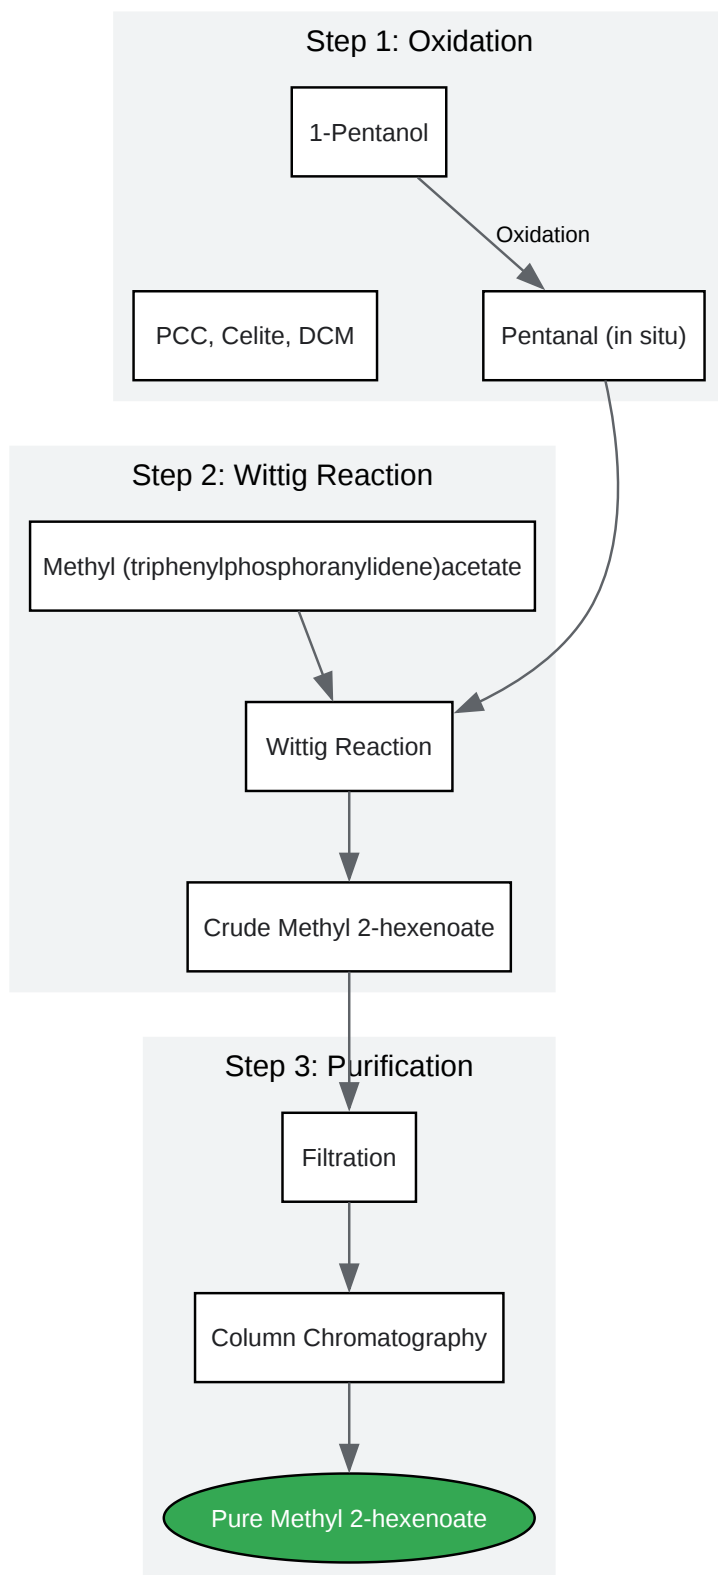 Step 1: Oxidation
1-Pentanol
Oxidation
PCC, Celite, DCM
Pentanal (in situ)
Step 2: Wittig Reaction
Methyl (triphenylphosphoranylidene)acetate
Wittig Reaction
Crude Methyl 2-hexenoate
Step 3: Purification
Filtration
Column Chromatography
Pure Methyl 2-hexenoate